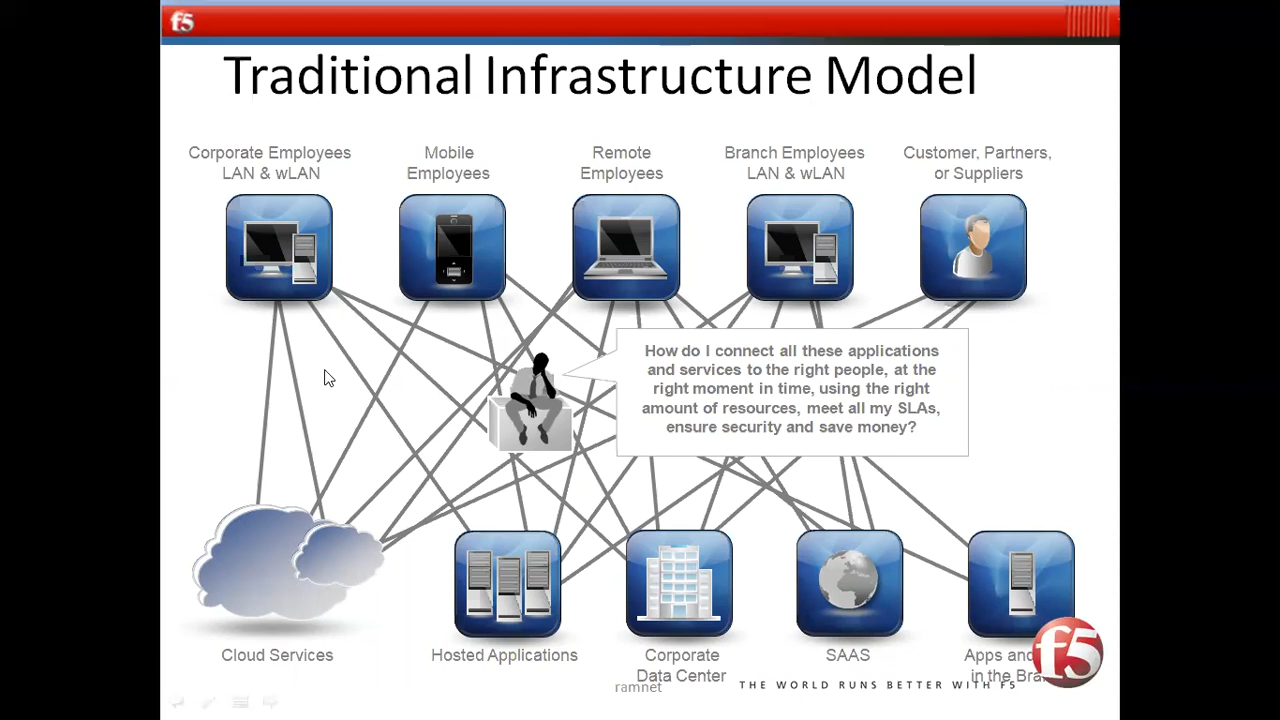 f5
Traditional Infrastructure Model
Corporate Employees
LAN & wLAN
Mobile
Employees
Remote
Employees
Branch Employees
LAN & wLAN
Customer, Partners,
or Suppliers
How do I connect all these applications
and services to the right people, at the
right moment in time, using the right
amount of resources, meet all my SLAs,
ensure security and save money?
Cloud Services
Hosted Applications
Corporate
Data Center
SAAS
Apps and
in the Bra
f5
ramnet
THE WORLD RUNS BETTER WITH F5